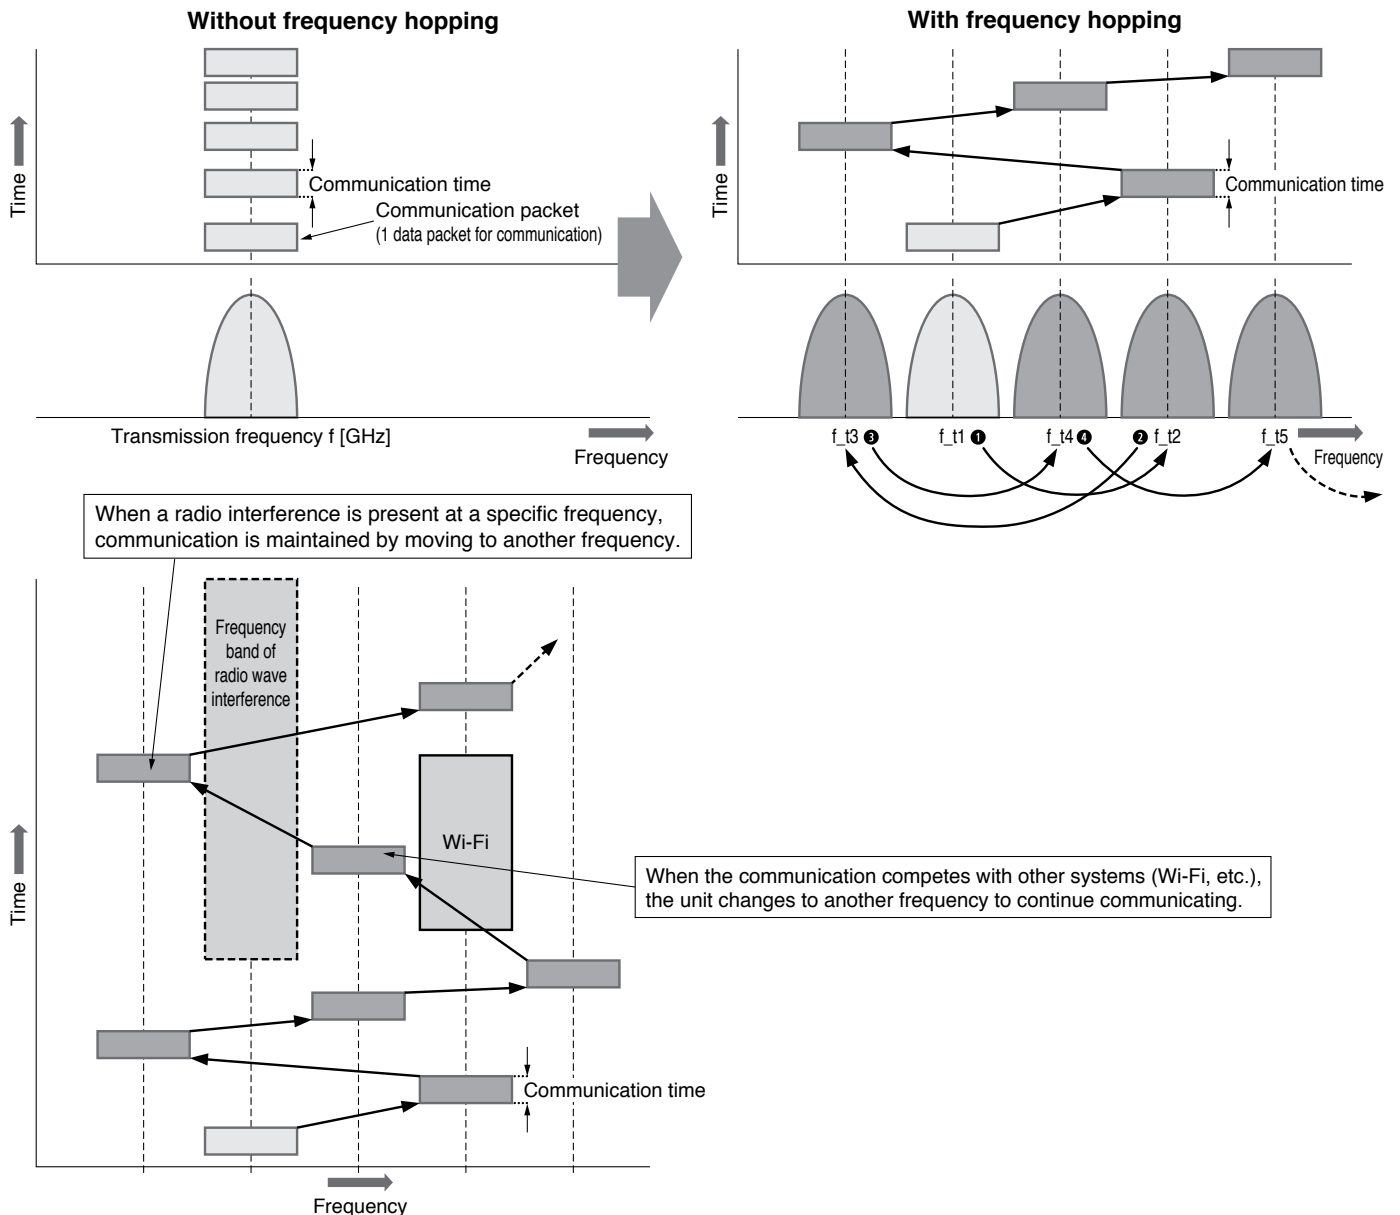 Without frequency hopping
Time
Communication time
Communication packet
(1 data packet for communication)
Transmission frequency f [GHz]
Frequency
With frequency hopping
Time
Communication time
f_t3 ❸ f_t1 ❶ f_t4 ❹ ❷ f_t2 f_t5
Frequency
When a radio interference is present at a specific frequency,
communication is maintained by moving to another frequency.
Frequency
band of
radio wave
interference
Wi-Fi
Time
When the communication competes with other systems (Wi-Fi, etc.),
the unit changes to another frequency to continue communicating.
Communication time
Frequency